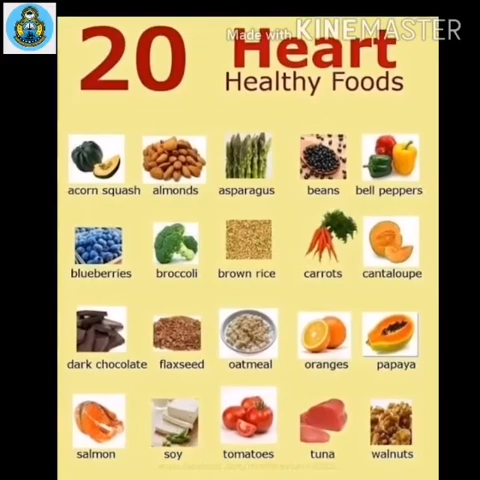 Made with KINEMASTER
20 Heart
Healthy Foods
acorn squash almonds asparagus beans bell peppers
blueberries broccoli brown rice carrots cantaloupe
dark chocolate flaxseed oatmeal oranges papaya
salmon soy tomatoes tuna walnuts